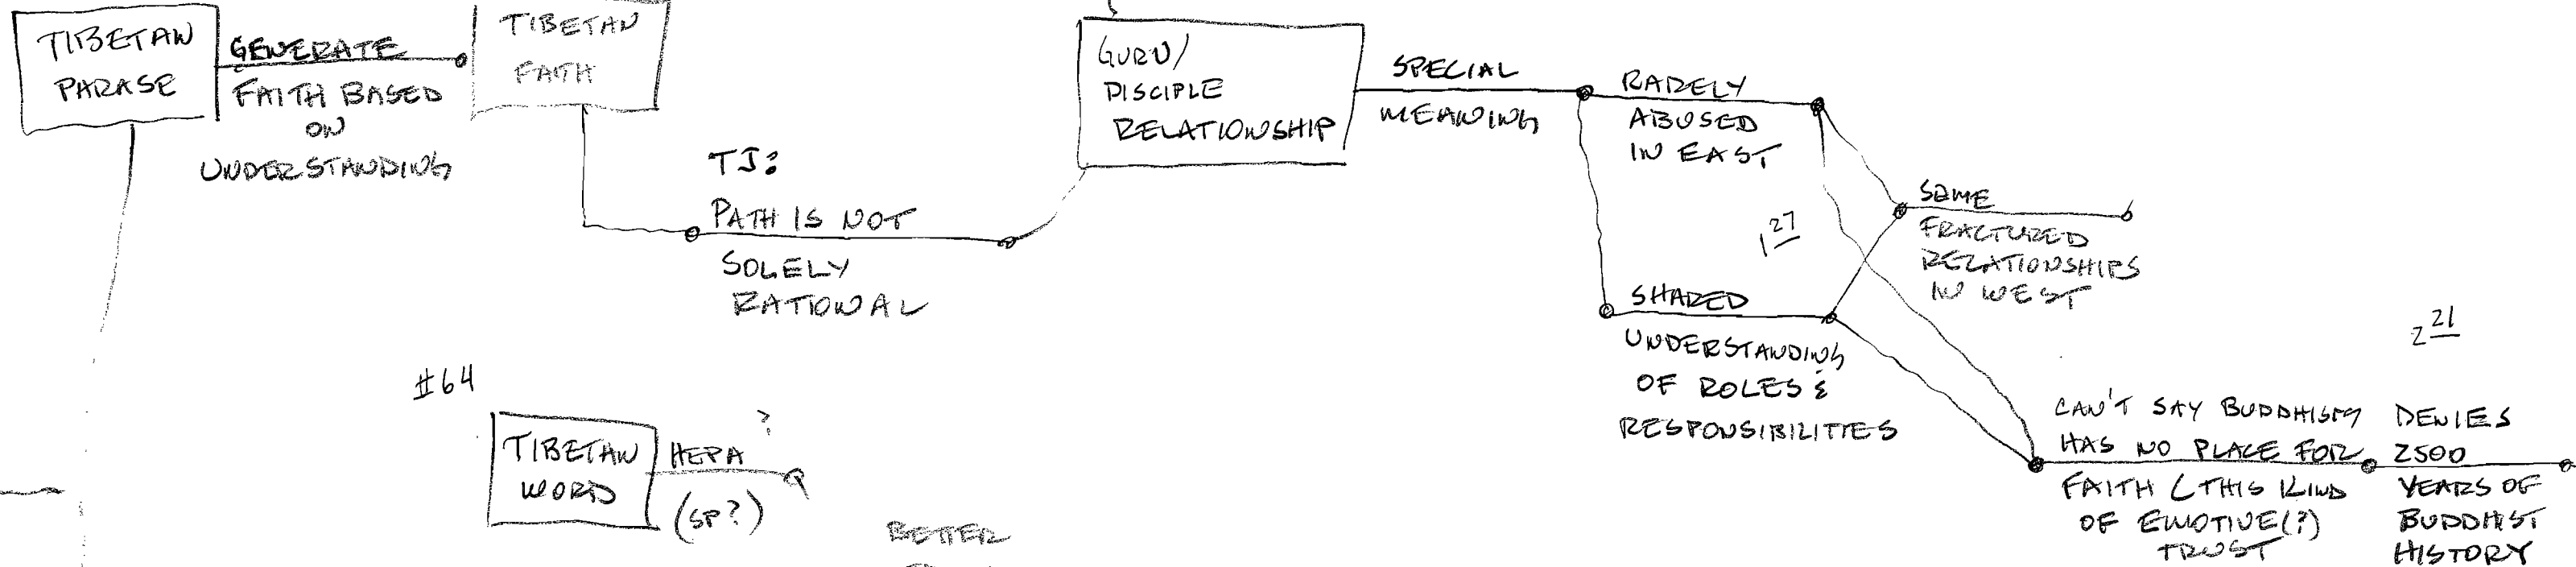 TIBETAN
PARASE
GENERATE
FAITH BASED
ON
UNDERSTANDING
TIBETAN
FAITH
TJ:
PATH IS NOT
SOLELY
RATIONAL
GURU/
DISCIPLE
RELATIONSHIP
SPECIAL
MEANING
RARELY
ABUSED
IN EAST
1 27
SHARED
UNDERSTANDING
OF ROLES &
RESPONSIBILITIES
SAME
FRACTURED
RELATIONSHIPS
IN WEST
2 21
CAN'T SAY BUDDHISM
HAS NO PLACE FOR
FAITH (THIS KIND
OF EMOTIVE(?)
TRUST
DENIES
2500
YEARS OF
BUDDHIST
HISTORY
#64
TIBETAN
WORD
HEPA ?
(SP?)
BETTER